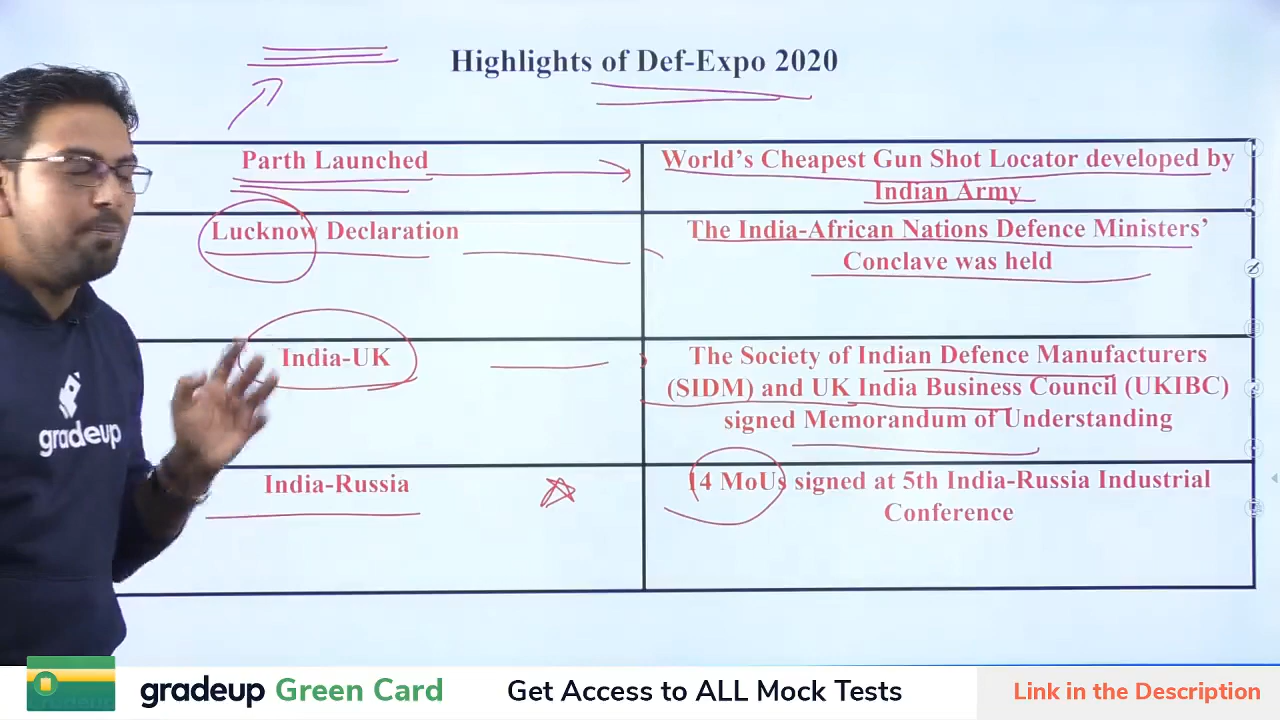 Highlights of Def-Expo 2020
Parth Launched
World's Cheapest Gun Shot Locator developed by
Indian Army
Lucknow Declaration
The India-African Nations Defence Ministers'
Conclave was held
India-UK
The Society of Indian Defence Manufacturers
(SIDM) and UK India Business Council (UKIBC)
signed Memorandum of Understanding
India-Russia
14 MoUs signed at 5th India-Russia Industrial
Conference
gradeup
gradeup Green Card
Get Access to ALL Mock Tests
Link in the Description